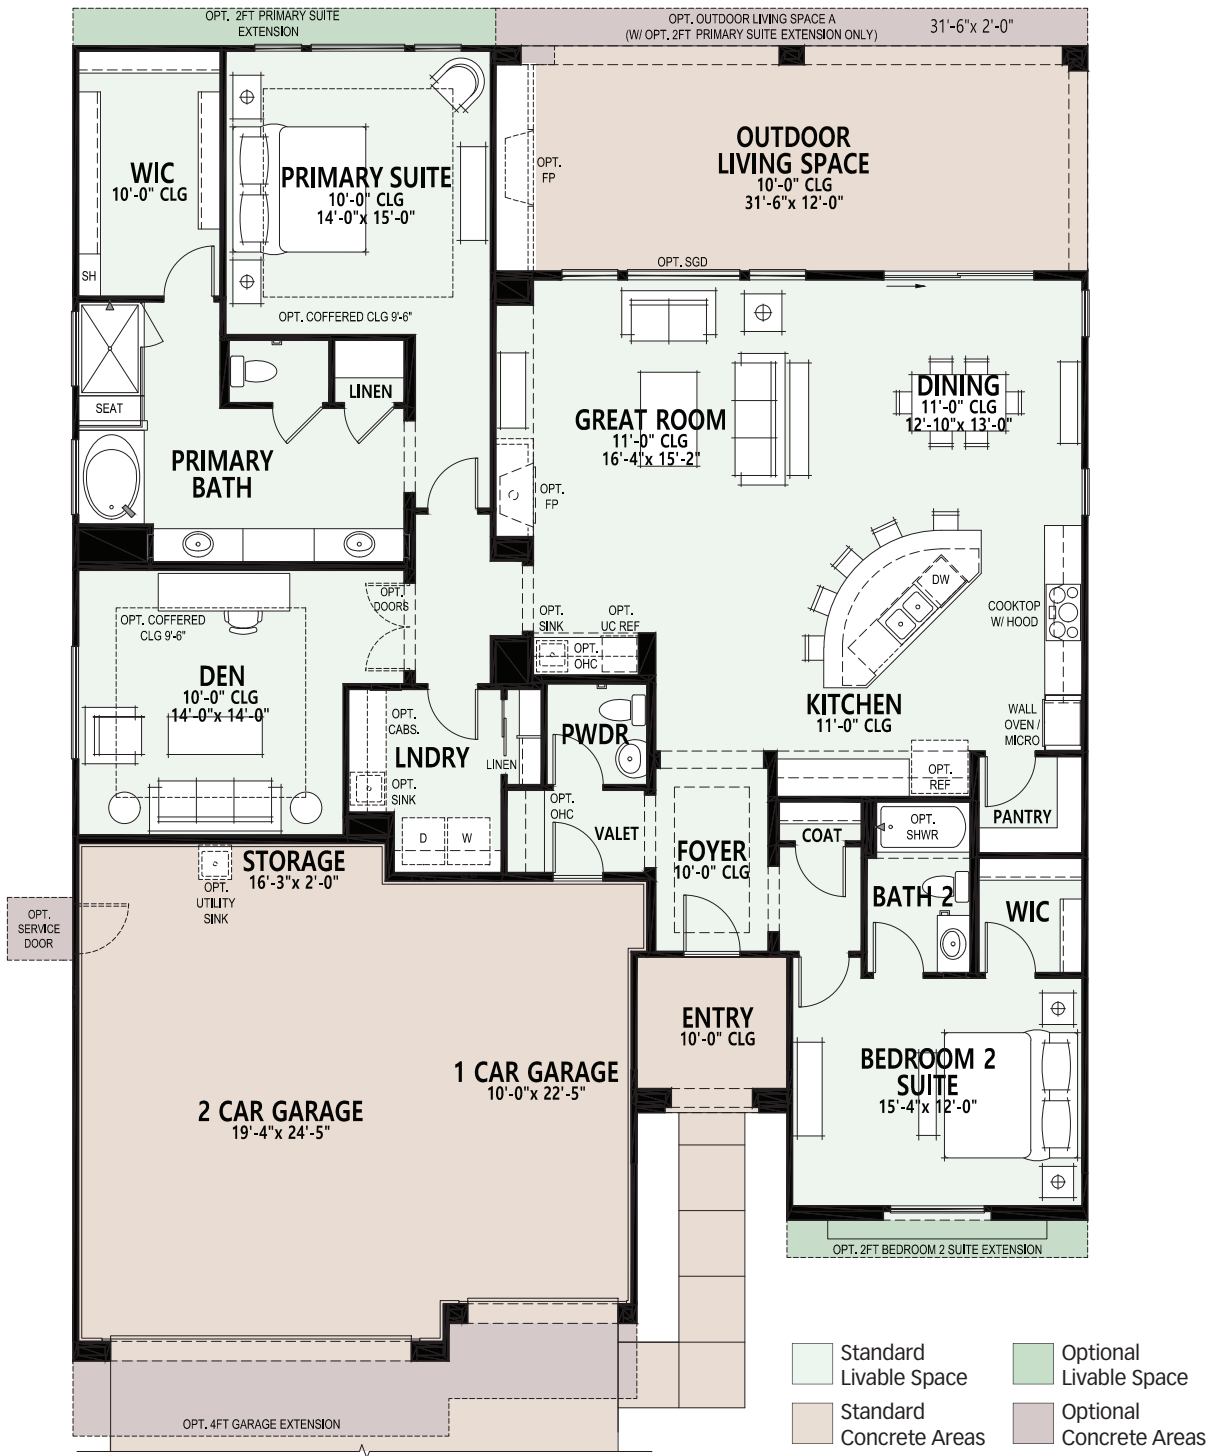 OPT. 2FT PRIMARY SUITE
EXTENSION
OPT. OUTDOOR LIVING SPACE A
(W/ OPT. 2FT PRIMARY SUITE EXTENSION ONLY)
31'-6"x 2'-0"
WIC
10'-0" CLG
SH
PRIMARY SUITE
10'-0" CLG
14'-0"x 15'-0"
OPT. COFFERED CLG 9'-6"
OPT.
FP
OUTDOOR
LIVING SPACE
10'-0" CLG
31'-6"x 12'-0"
OPT. SGD
SEAT
LINEN
PRIMARY
BATH
GREAT ROOM
11'-0" CLG
16'-4"x 15'-2"
OPT.
FP
DINING
11'-0" CLG
12'-10"x 13'-0"
DW
COOKTOP
W/ HOOD
OPT.
DOORS
OPT. COFFERED
CLG 9'-6"
DEN
10'-0" CLG
14'-0"x 14'-0"
OPT.
SINK
OPT.
UC REF
OPT.
OHC
KITCHEN
11'-0" CLG
WALL
OVEN /
MICRO
OPT.
CABS.
LNDRY
OPT.
SINK
LINEN
D
W
PWDR
OPT.
OHC
VALET
OPT.
REF
PANTRY
FOYER
10'-0" CLG
COAT
OPT.
SHWR
BATH 2
WIC
STORAGE
16'-3"x 2'-0"
OPT.
UTILITY
SINK
OPT.
SERVICE
DOOR
ENTRY
10'-0" CLG
1 CAR GARAGE
10'-0"x 22'-5"
2 CAR GARAGE
19'-4"x 24'-5"
BEDROOM 2
SUITE
15'-4"x 12'-0"
OPT. 2FT BEDROOM 2 SUITE EXTENSION
OPT. 4FT GARAGE EXTENSION
Standard
Livable Space
Optional
Livable Space
Standard
Concrete Areas
Optional
Concrete Areas